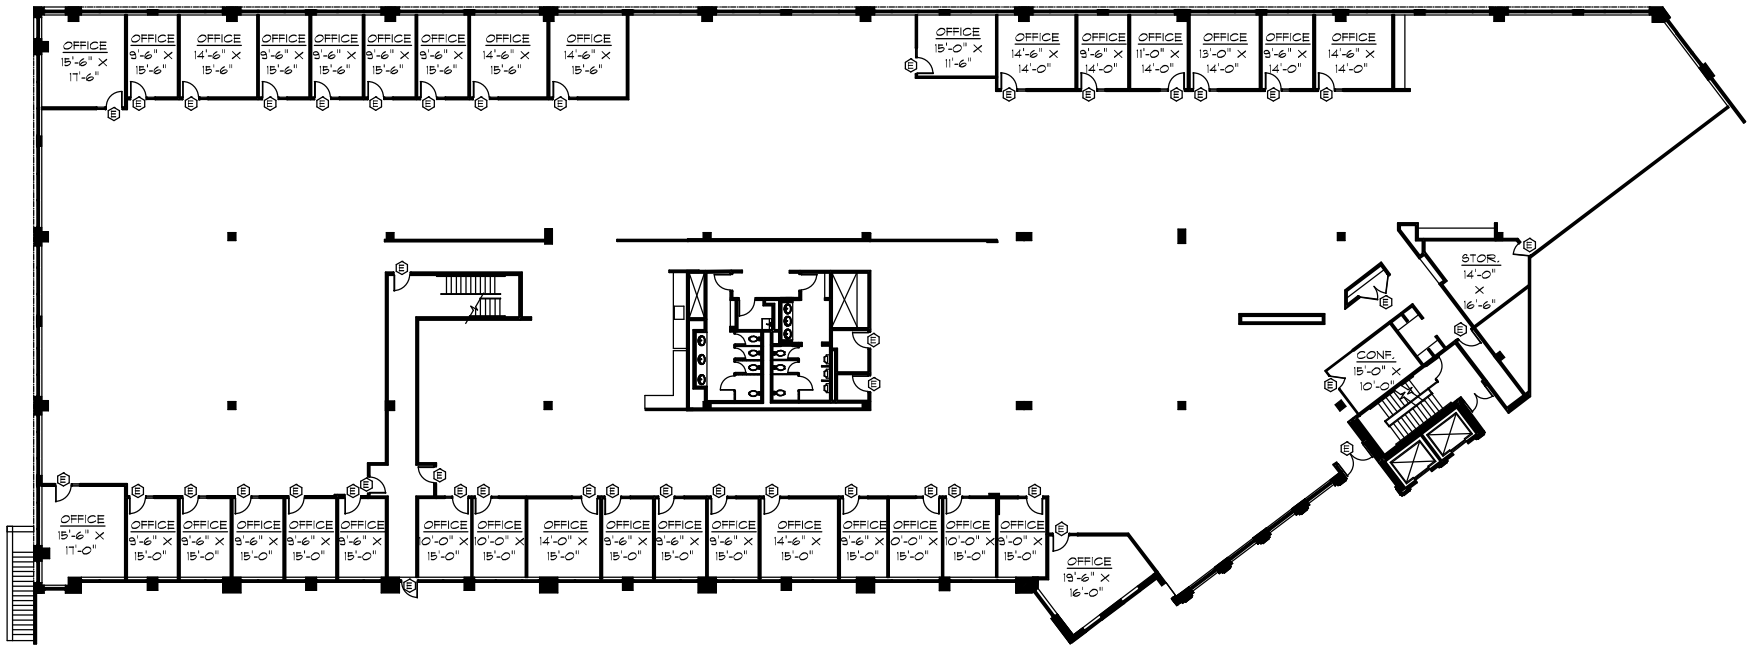 OFFICE
15'-6" X
17'-6"
E
OFFICE
9'-6" X
15'-6"
E
OFFICE
14'-6" X
15'-6"
E
OFFICE
9'-6" X
15'-6"
E
OFFICE
9'-6" X
15'-6"
E
OFFICE
9'-6" X
15'-6"
E
OFFICE
9'-6" X
15'-6"
E
OFFICE
14'-6" X
15'-6"
E
OFFICE
14'-6" X
15'-6"
E
OFFICE
15'-0" X
11'-6"
E
OFFICE
14'-6" X
14'-0"
E
OFFICE
9'-6" X
14'-0"
E
OFFICE
11'-0" X
14'-0"
E
OFFICE
13'-0" X
14'-0"
E
OFFICE
9'-6" X
14'-0"
E
OFFICE
14'-6" X
14'-0"
E
E
STOR.
14'-0"
X
16'-6"
E
E
E
E
E
E
CONF.
15'-0" X
10'-0"
E
E
E
E
E
OFFICE
15'-6" X
17'-0"
E
OFFICE
9'-6" X
15'-0"
E
OFFICE
9'-6" X
15'-0"
E
OFFICE
9'-6" X
15'-0"
E
OFFICE
9'-6" X
15'-0"
E
OFFICE
9'-6" X
15'-0"
E
OFFICE
10'-0" X
15'-0"
E
OFFICE
10'-0" X
15'-0"
E
OFFICE
14'-0" X
15'-0"
E
OFFICE
9'-6" X
15'-0"
E
OFFICE
9'-6" X
15'-0"
E
OFFICE
9'-6" X
15'-0"
E
OFFICE
14'-6" X
15'-0"
E
OFFICE
9'-6" X
15'-0"
E
OFFICE
10'-0" X
15'-0"
E
OFFICE
10'-0" X
15'-0"
E
OFFICE
9'-0" X
15'-0"
E
OFFICE
19'-6" X
16'-0"
E